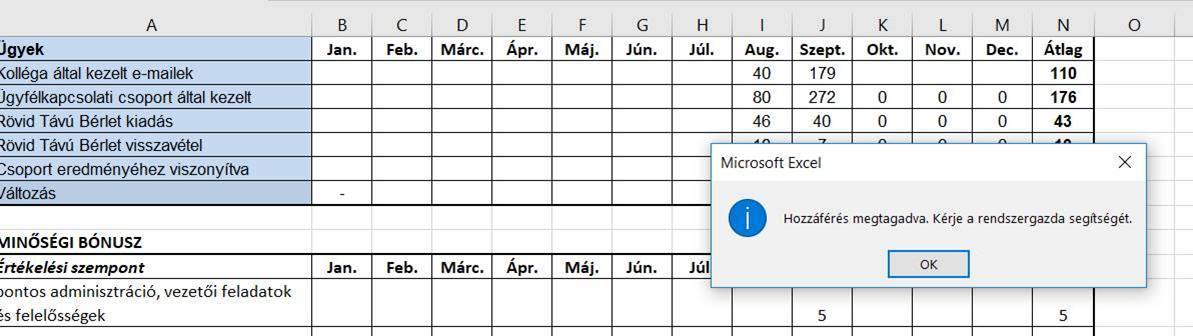 A B C D E F G H I J K L M N O
Ügyek Jan. Feb. Márc. Ápr. Máj. Jún. Júl. Aug. Szept. Okt. Nov. Dec. Átlag
Kolléga által kezelt e-mailek 40 179 110
Ügyfélkapcsolati csoport által kezelt 80 272 0 0 0 176
Rövid Távú Bérlet kiadás 46 40 0 0 0 43
Rövid Távú Bérlet visszavétel
Csoport eredményéhez viszonyítva
Változás -
Microsoft Excel
Hozzáférés megtagadva. Kérje a rendszergazda segítségét.
OK
MINŐSÉGI BÓNUSZ
Értékelési szempont Jan. Feb. Márc. Ápr. Máj. Jún. Júl
pontos adminisztráció, vezetői feladatok
és felelősségek 5 5